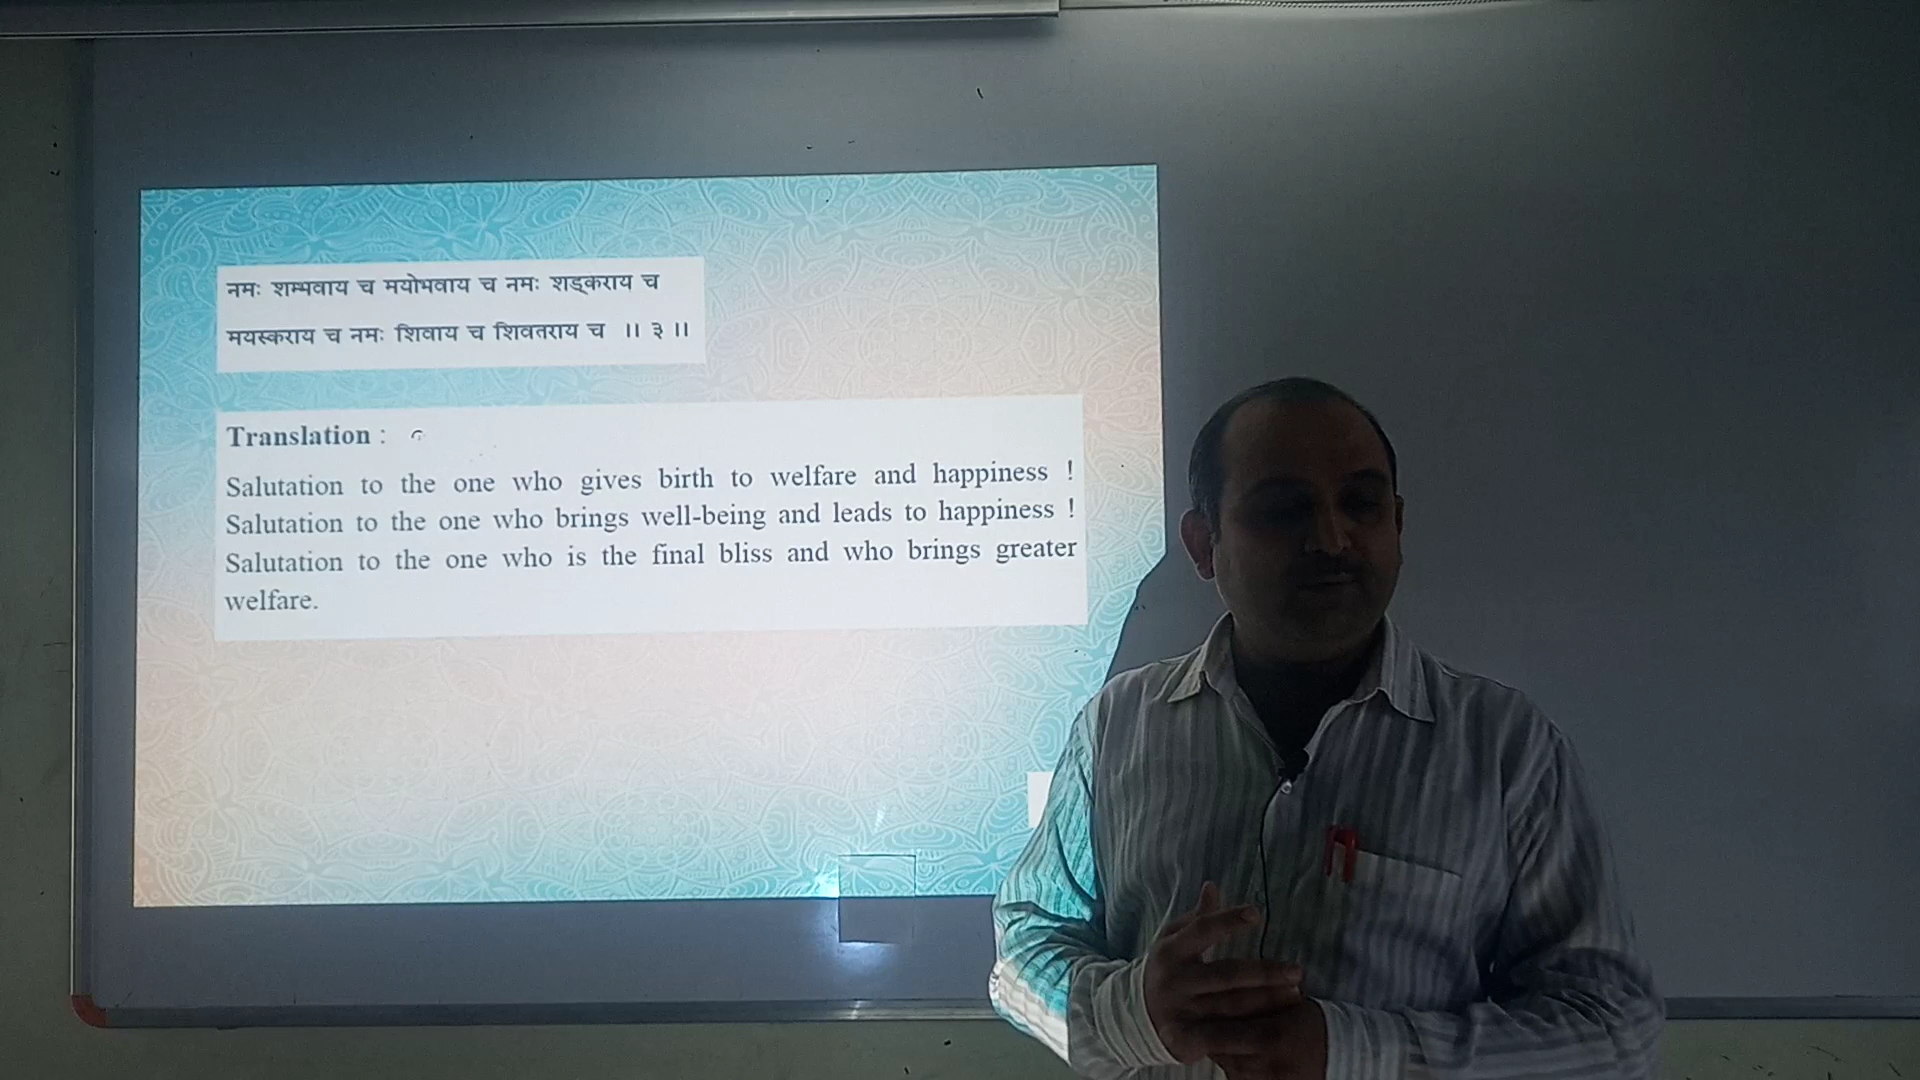 नमः शम्भवाय च मयोभवाय च नमः शङ्कराय च
मयस्कराय च नमः शिवाय च शिवतराय च ।। ३ ।।
Translation :
Salutation to the one who gives birth to welfare and happiness !
Salutation to the one who brings well-being and leads to happiness !
Salutation to the one who is the final bliss and who brings greater
welfare.